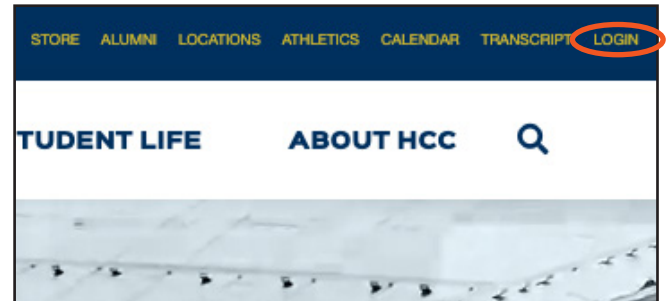 STORE ALUMNI LOCATIONS ATHLETICS CALENDAR TRANSCRIPT LOGIN
TUDENT LIFE ABOUT HCC